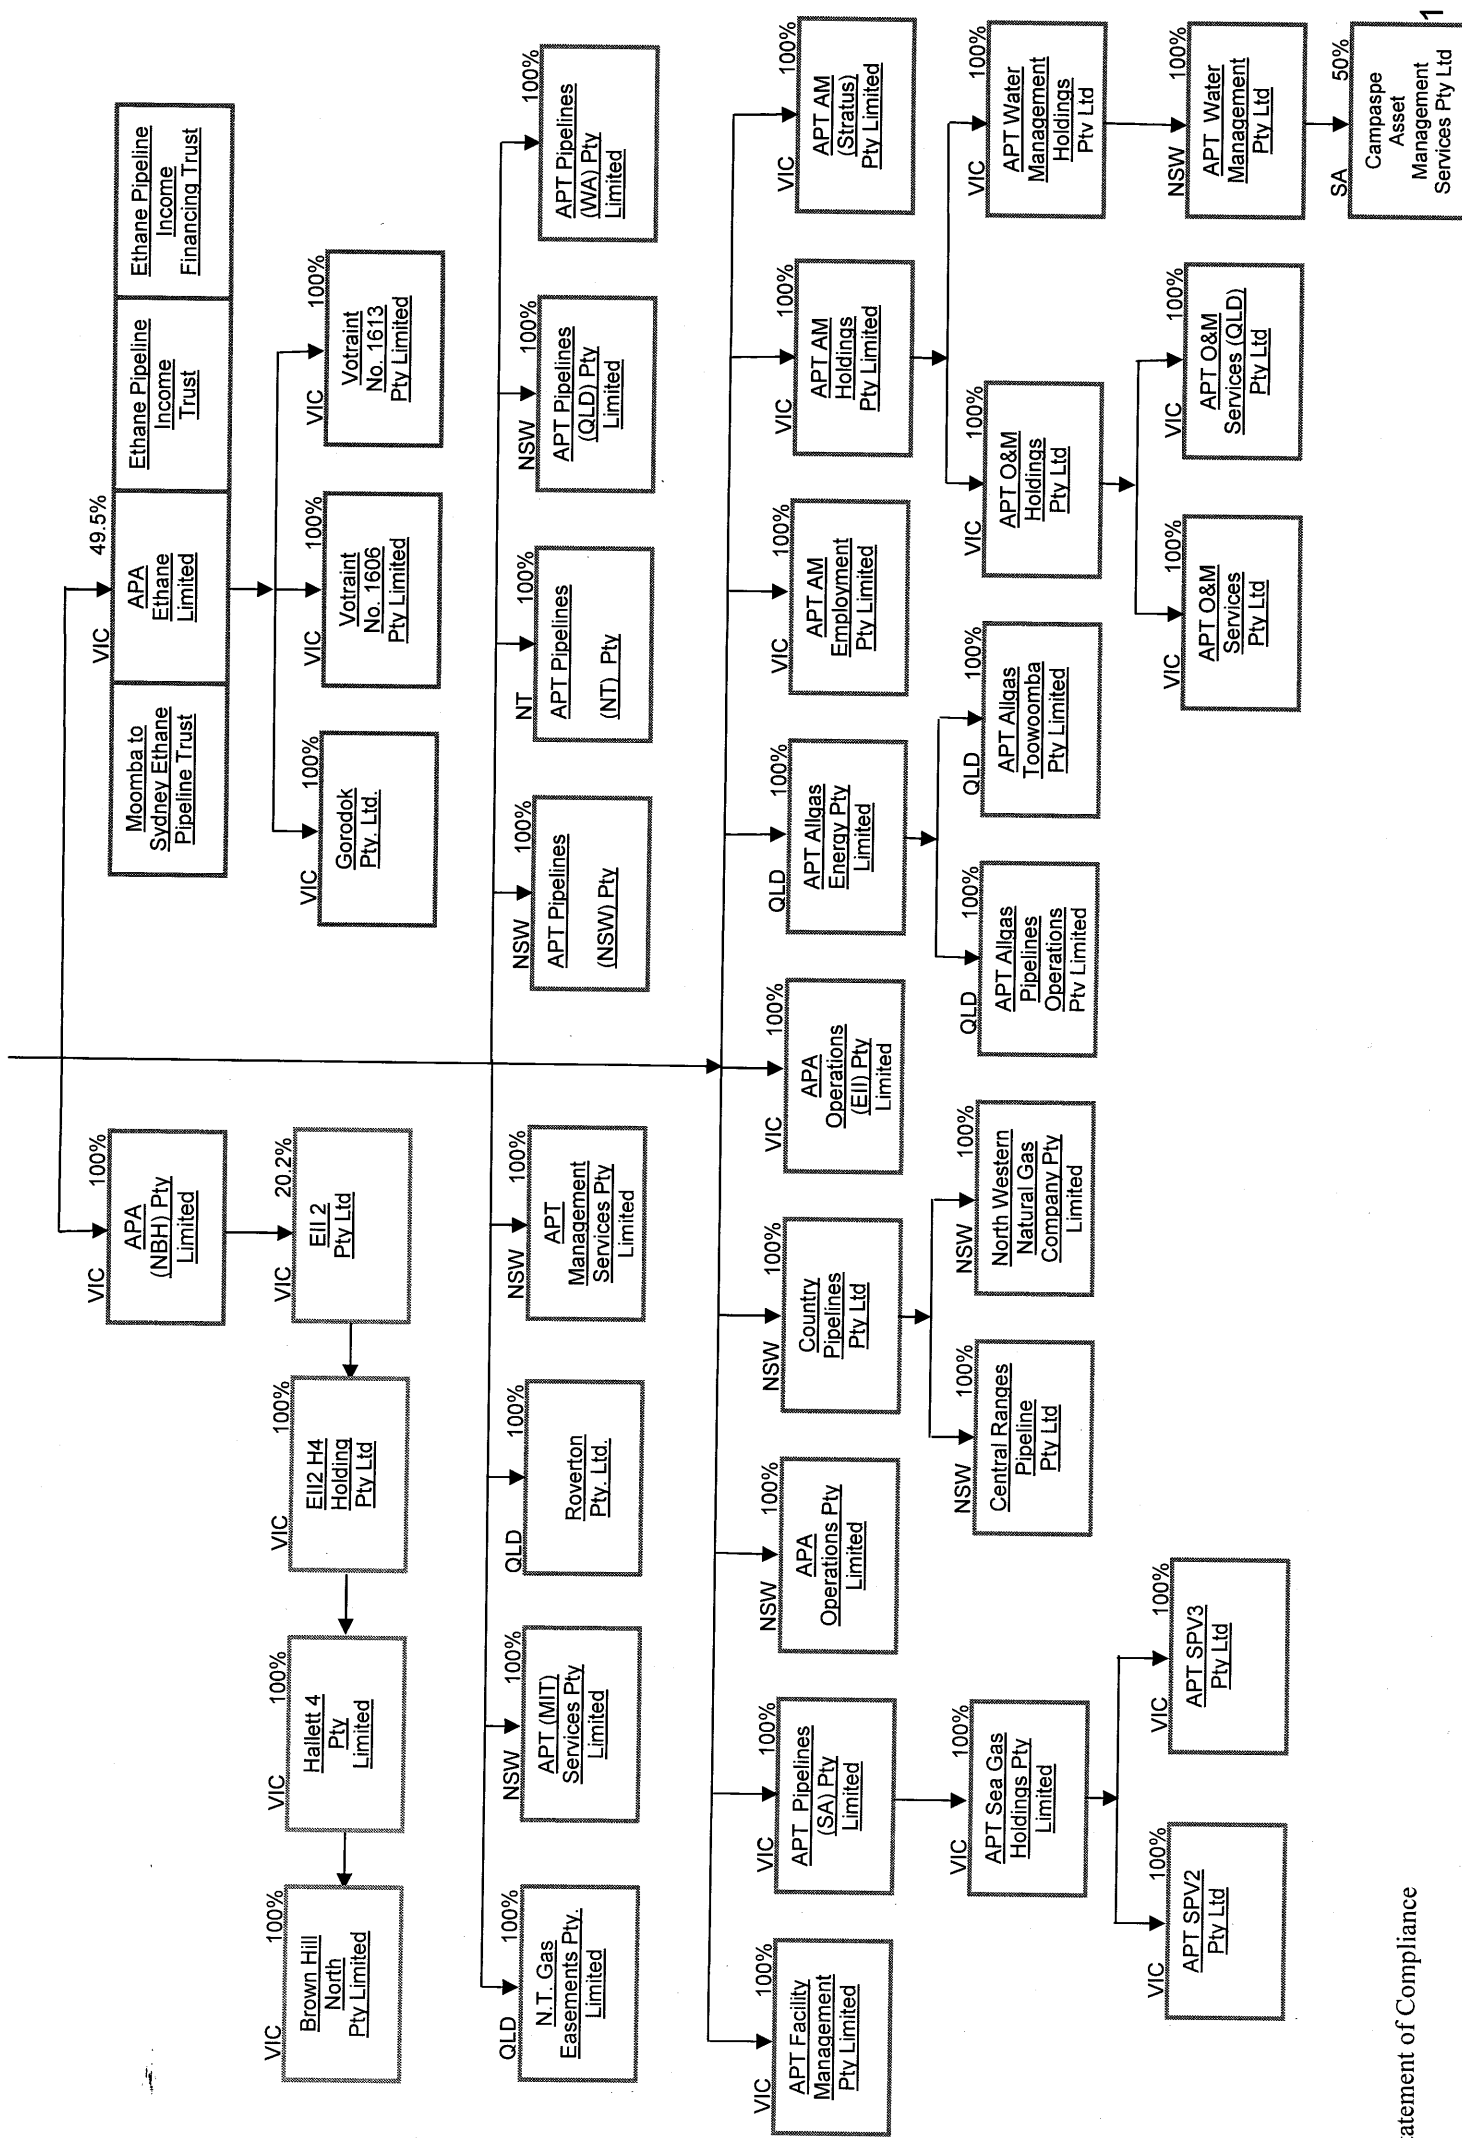 VIC 100%
APA
(NBH) Pty
Limited
VIC 49.5%
Moomba to
Sydney Ethane
Pipeline Trust
APA
Ethane
Limited
Ethane Pipeline
Income
Trust
Ethane Pipeline
Income
Financing Trust
VIC 100%
Brown Hill
North
Pty Limited
VIC 100%
Hallett 4
Pty
Limited
VIC 100%
EII2 H4
Holding
Pty Ltd
VIC 20.2%
EII 2
Pty Ltd
VIC 100%
Gorodok
Pty. Ltd.
VIC 100%
Votraint
No. 1606
Pty Limited
VIC 100%
Votraint
No. 1613
Pty Limited
QLD 100%
N.T. Gas
Easements Pty.
Limited
NSW 100%
APT (MIT)
Services Pty
Limited
QLD 100%
Roverton
Pty. Ltd.
NSW 100%
APT
Management
Services Pty
Limited
NSW 100%
APT Pipelines
(NSW) Pty
NT 100%
APT Pipelines
(NT) Pty
NSW 100%
APT Pipelines
(QLD) Pty
Limited
100%
APT Pipelines
(WA) Pty
Limited
VIC 100%
APT Facility
Management
Pty Limited
VIC 100%
APT Pipelines
(SA) Pty
Limited
NSW 100%
APA
Operations Pty
Limited
NSW 100%
Country
Pipelines
Pty Ltd
VIC 100%
APA
Operations
(EII) Pty
Limited
QLD 100%
APT Allgas
Energy Pty
Limited
VIC 100%
APT AM
Employment
Pty Limited
VIC 100%
APT AM
Holdings
Pty Limited
VIC 100%
APT AM
(Stratus)
Pty Limited
VIC 100%
APT Sea Gas
Holdings Pty
Limited
NSW 100%
Central Ranges
Pipeline
Pty Ltd
NSW 100%
North Western
Natural Gas
Company Pty
Limited
QLD 100%
APT Allgas
Pipelines
Operations
Pty Limited
QLD 100%
APT Allgas
Toowoomba
Pty Limited
VIC 100%
APT O&M
Holdings
Pty Ltd
VIC 100%
APT Water
Management
Holdings
Pty Ltd
VIC 100%
APT SPV2
Pty Ltd
VIC 100%
APT SPV3
Pty Ltd
VIC 100%
APT O&M
Services
Pty Ltd
VIC 100%
APT O&M
Services (QLD)
Pty Ltd
NSW 100%
APT Water
Management
Pty Ltd
SA 50%
Campaspe
Asset
Management
Services Pty Ltd
atement of Compliance
1